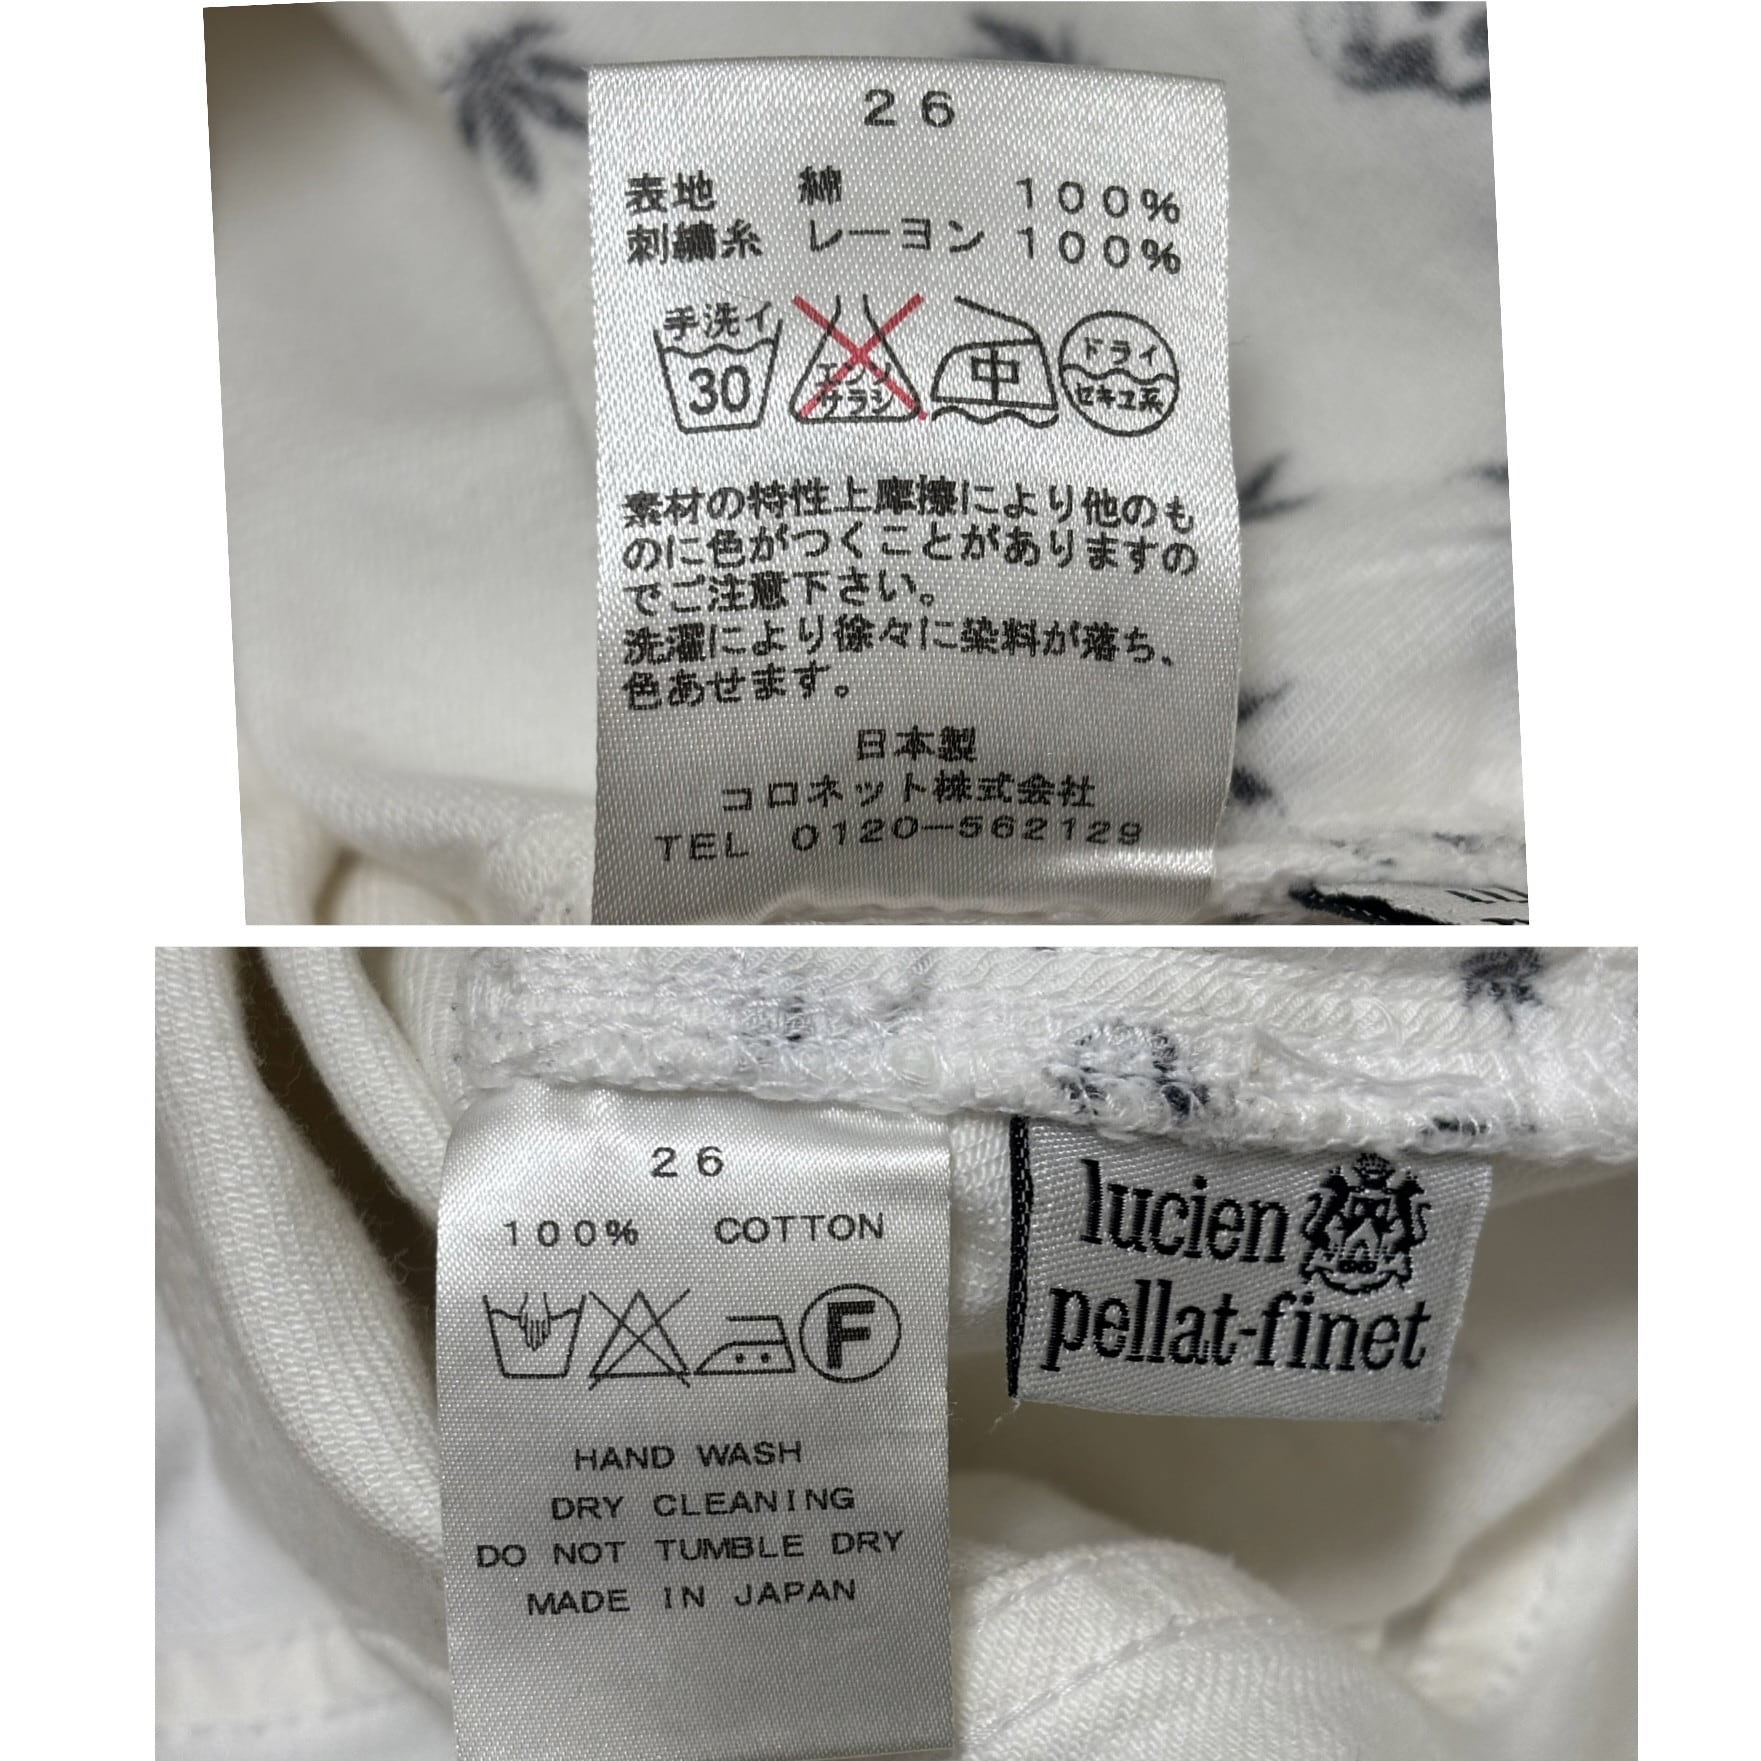 26
表地 綿 100%
刺繍糸 レーヨン 100%
手洗イ
30
エンソ
サラシ
中
ドライ
セキユ系
素材の特性上摩擦により他のも
のに色がつくことがありますの
でご注意下さい。
洗濯により徐々に染料が落ち、
色あせます。
日本製
コロネット株式会社
TEL 0120-562129
26
100% COTTON
F
HAND WASH
DRY CLEANING
DO NOT TUMBLE DRY
MADE IN JAPAN
lucien
pellat-finet